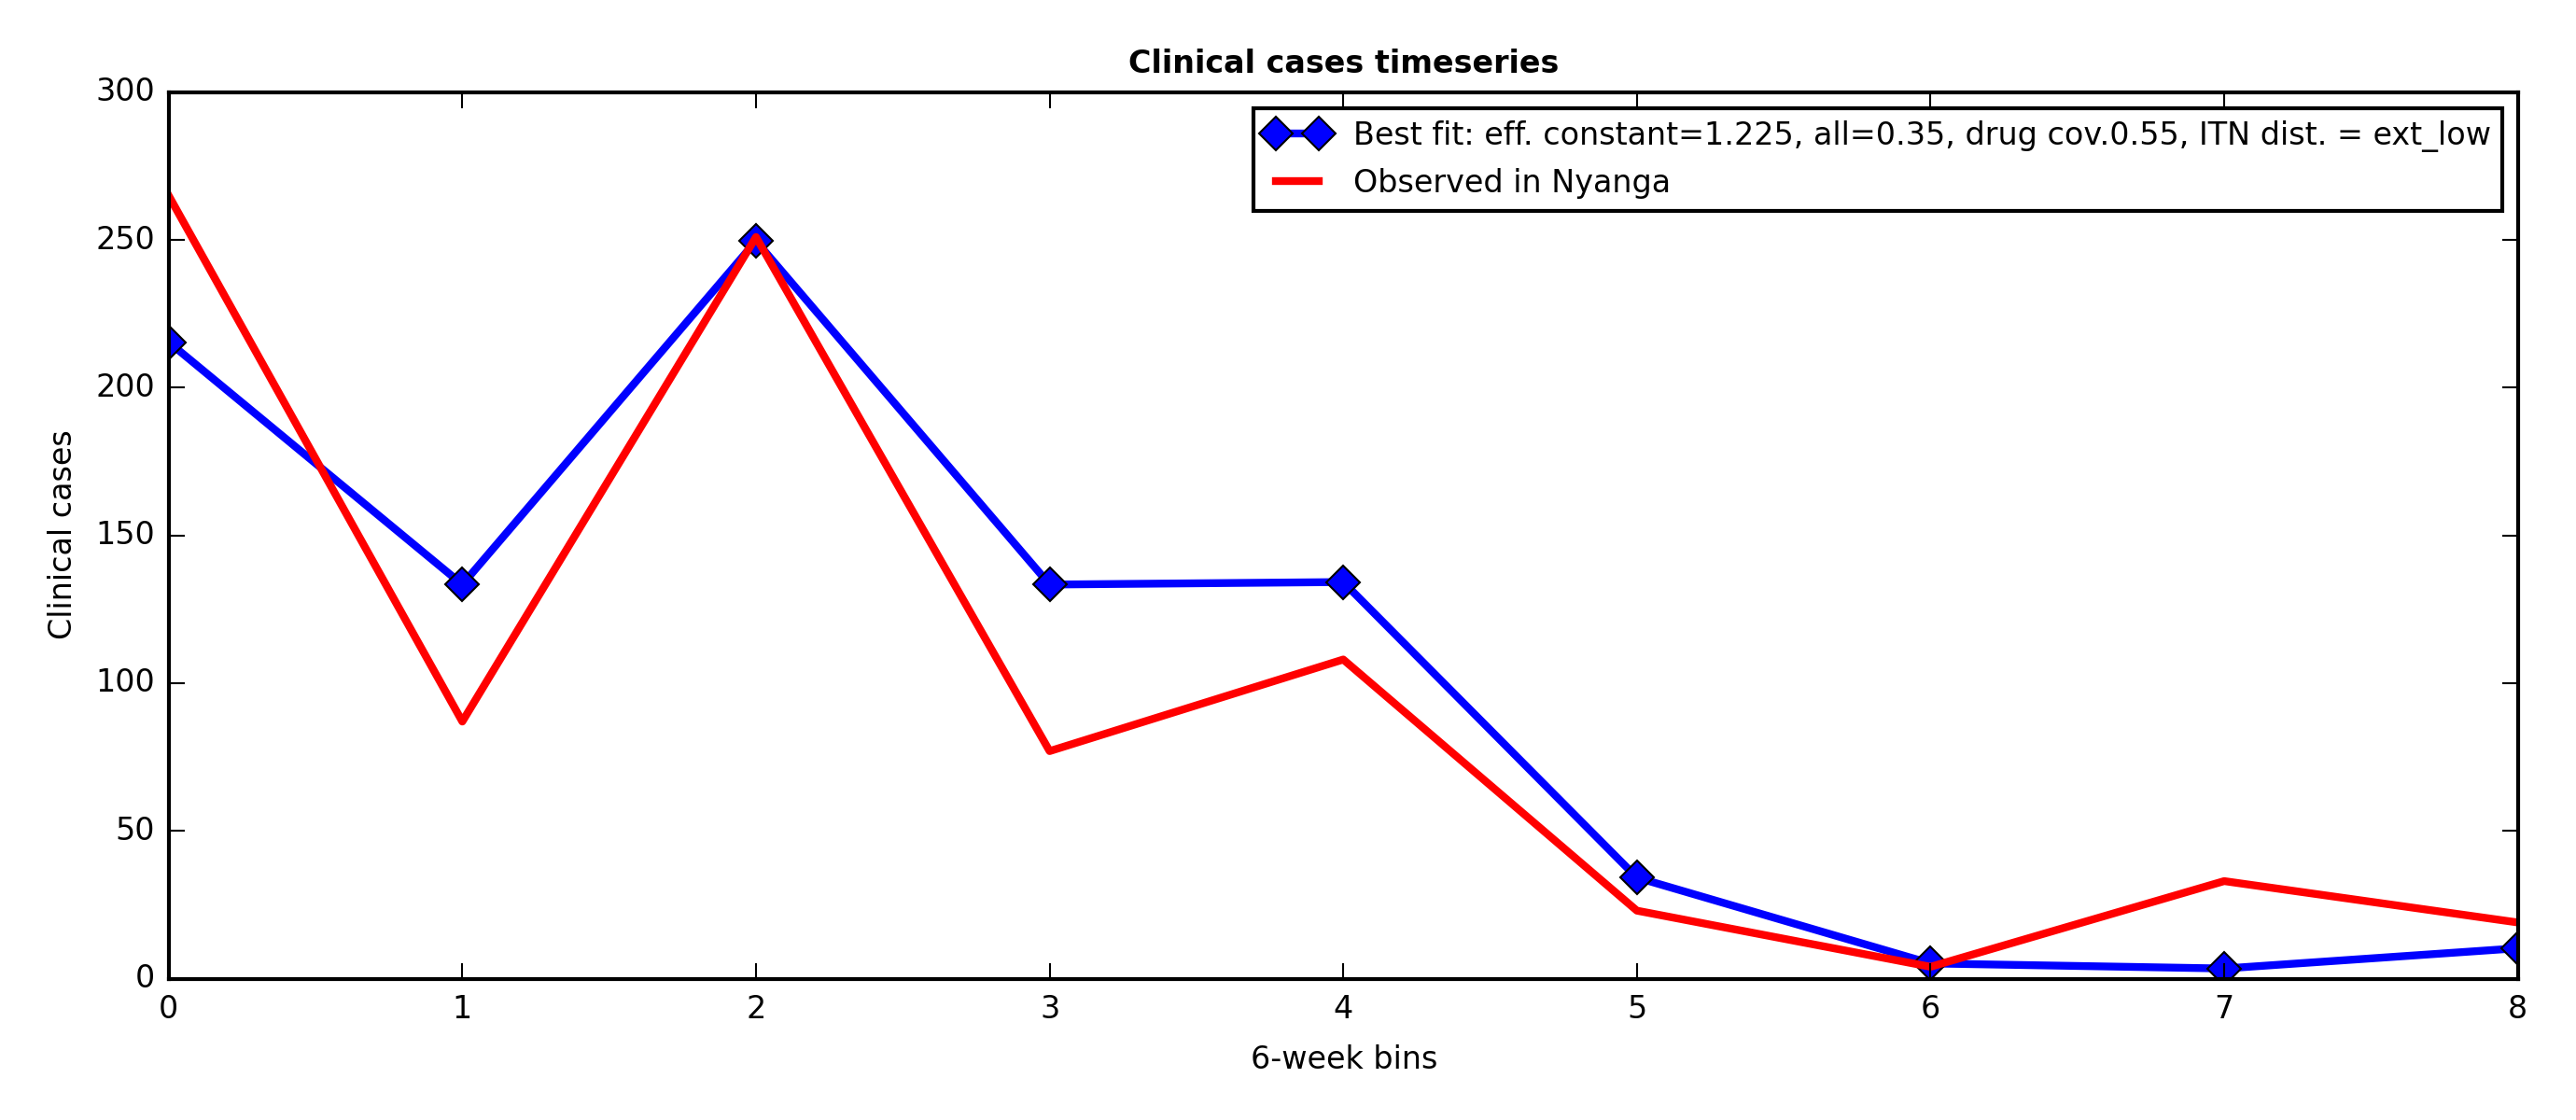 Clinical cases timeseries
300
250
200
150
100
50
0
Clinical cases
Best fit: eff. constant=1.225, all=0.35, drug cov.0.55, ITN dist. = ext_low
Observed in Nyanga
0 1 2 3 4 5 6 7 8
6-week bins